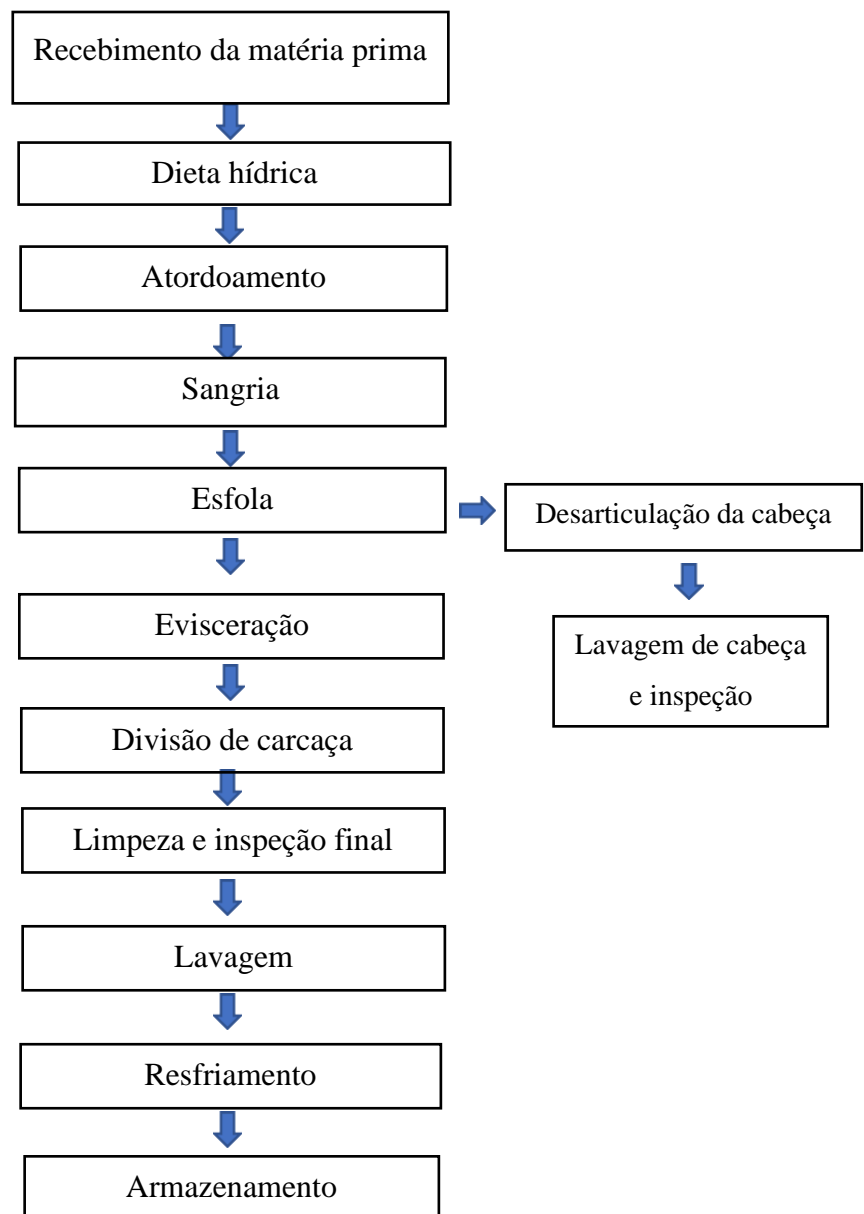 Recebimento da matéria prima
Dieta hídrica
Atordoamento
Sangria
Esfola
Desarticulação da cabeça
Lavagem de cabeça
e inspeção
Evisceração
Divisão de carcaça
Limpeza e inspeção final
Lavagem
Resfriamento
Armazenamento